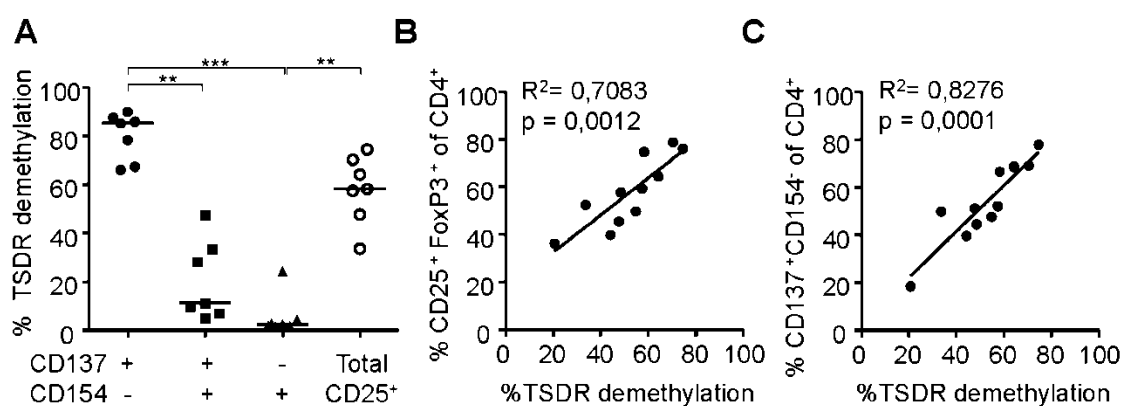 A
% TSDR demethylation
***
** **
100
80
60
40
20
0
CD137 + + - Total
CD154 - + + CD25⁺
B
% CD25⁺ FoxP3⁺ of CD4⁺
R²= 0,7083
p = 0,0012
100
80
60
40
20
0
0 20 40 60 80 100
%TSDR demethylation
C
% CD137⁺CD154⁻ of CD4⁺
R²= 0,8276
p = 0,0001
100
80
60
40
20
0
0 20 40 60 80 100
%TSDR demethylation